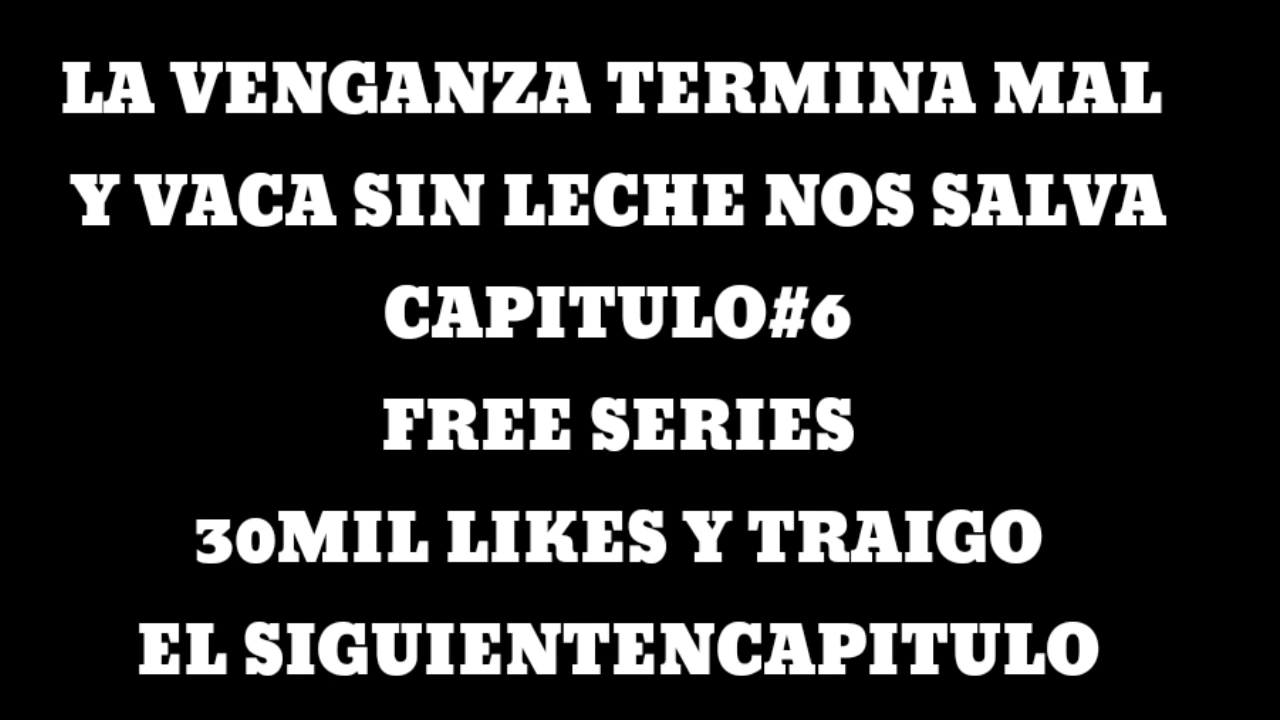 LA VENGANZA TERMINA MAL
Y VACA SIN LECHE NOS SALVA
CAPITULO#6
FREE SERIES
30MIL LIKES Y TRAIGO
EL SIGUIENTENCAPITULO